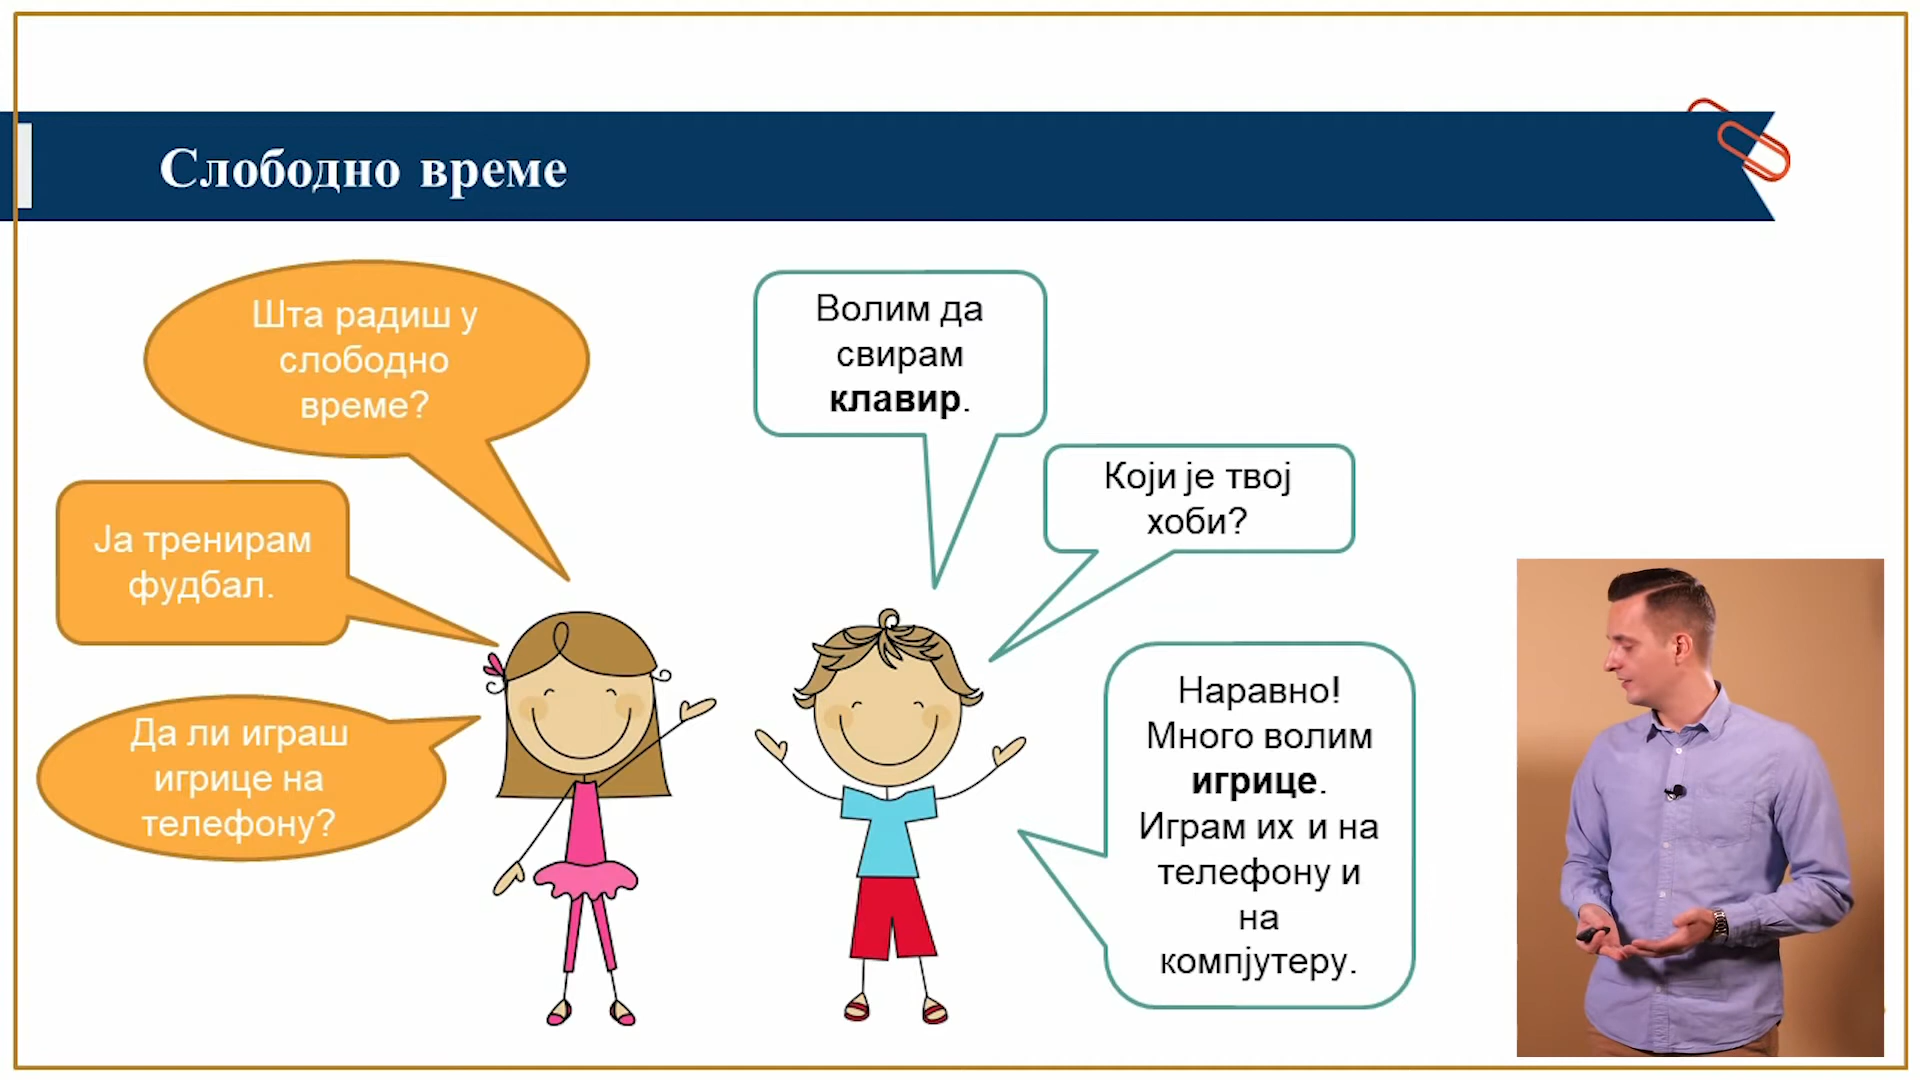 Слободно време
Шта радиш у
слободно
време?
Волим да
свирам
клавир.
Који је твој
хоби?
Ја тренирам
фудбал.
Да ли играш
игрице на
телефону?
Наравно!
Много волим
игрице.
Играм их и на
телефону и
на
компјутеру.